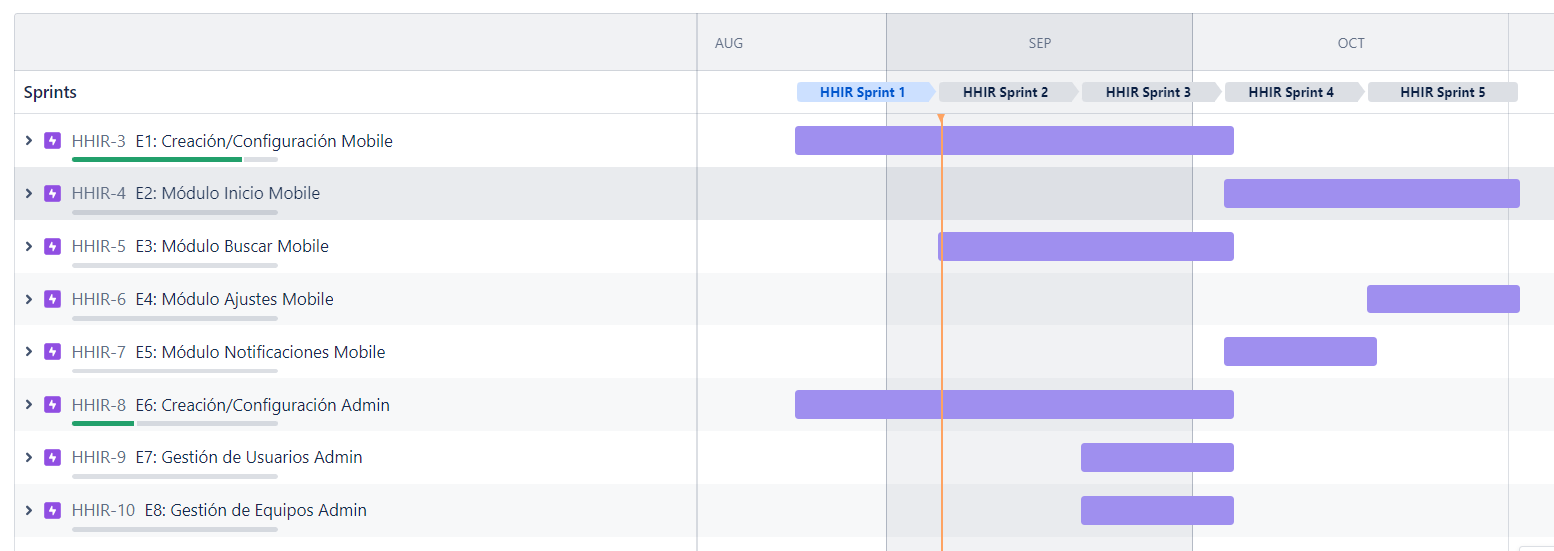 AUG SEP OCT
Sprints HHIR Sprint 1 HHIR Sprint 2 HHIR Sprint 3 HHIR Sprint 4 HHIR Sprint 5
HHIR-3 E1: Creación/Configuración Mobile
HHIR-4 E2: Módulo Inicio Mobile
HHIR-5 E3: Módulo Buscar Mobile
HHIR-6 E4: Módulo Ajustes Mobile
HHIR-7 E5: Módulo Notificaciones Mobile
HHIR-8 E6: Creación/Configuración Admin
HHIR-9 E7: Gestión de Usuarios Admin
HHIR-10 E8: Gestión de Equipos Admin